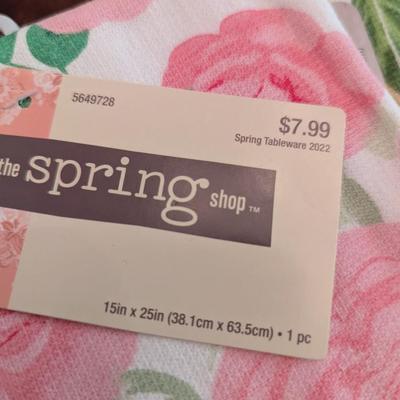 5649728
$7.99
Spring Tableware 2022
the spring shop™
15in x 25in (38.1cm x 63.5cm) • 1 pc